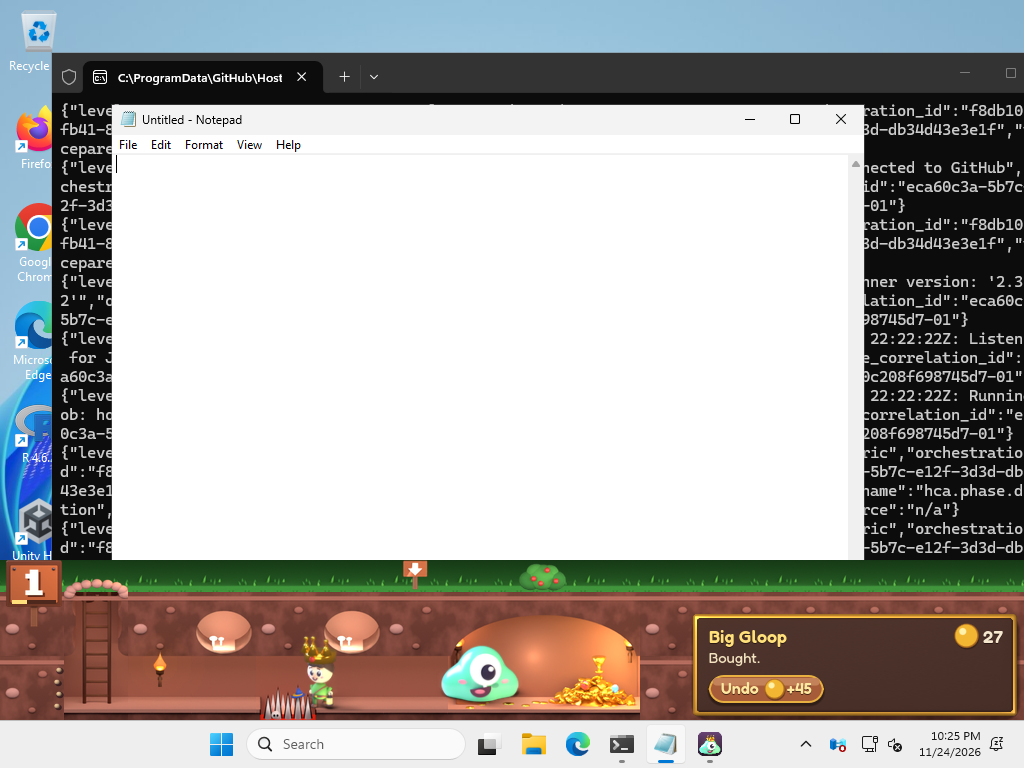 Recycle
Firefo
Googl
Chrom
Micros
Edge
R 4.6.
Unity H
C:\ProgramData\GitHub\Host
Untitled - Notepad
File Edit Format View Help
{"leve
ration_id":"f8db10
fb41-8
3d-db34d43e3e1f","
cepare
{"leve
nected to GitHub",
chestr
id":"eca60c3a-5b7c
2f-3d3
-01"}
{"leve
ration_id":"f8db10
fb41-8
3d-db34d43e3e1f","
cepare
{"leve
nner version: '2.3
2'","o
lation_id":"eca60c
5b7c-e
98745d7-01"}
{"leve
22:22:22Z: Listen
for J
e_correlation_id":
a60c3a
0c208f698745d7-01"
{"leve
22:22:22Z: Runnin
ob: ho
correlation_id":"e
0c3a-5
208f698745d7-01"}
{"leve
ric","orchestratio
d":"f8
-5b7c-e12f-3d3d-db
43e3e1
name":"hca.phase.d
tion",
rce":"n/a"}
{"leve
ric","orchestratio
d":"f8
-5b7c-e12f-3d3d-db
1
Big Gloop
27
Bought.
Undo +45
Search
10:25 PM
11/24/2026